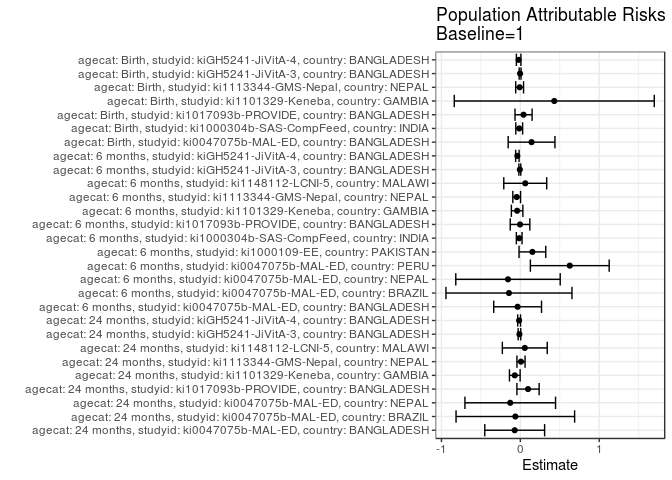 Population Attributable Risks
Baseline=1
agecat: Birth, studyid: kiGH5241-JiVitA-4, country: BANGLADESH
agecat: Birth, studyid: kiGH5241-JiVitA-3, country: BANGLADESH
agecat: Birth, studyid: ki1113344-GMS-Nepal, country: NEPAL
agecat: Birth, studyid: ki1101329-Keneba, country: GAMBIA
agecat: Birth, studyid: ki1017093b-PROVIDE, country: BANGLADESH
agecat: Birth, studyid: ki1000304b-SAS-CompFeed, country: INDIA
agecat: Birth, studyid: ki0047075b-MAL-ED, country: BANGLADESH
agecat: 6 months, studyid: kiGH5241-JiVitA-4, country: BANGLADESH
agecat: 6 months, studyid: kiGH5241-JiVitA-3, country: BANGLADESH
agecat: 6 months, studyid: ki1148112-LCNI-5, country: MALAWI
agecat: 6 months, studyid: ki1113344-GMS-Nepal, country: NEPAL
agecat: 6 months, studyid: ki1101329-Keneba, country: GAMBIA
agecat: 6 months, studyid: ki1017093b-PROVIDE, country: BANGLADESH
agecat: 6 months, studyid: ki1000304b-SAS-CompFeed, country: INDIA
agecat: 6 months, studyid: ki1000109-EE, country: PAKISTAN
agecat: 6 months, studyid: ki0047075b-MAL-ED, country: PERU
agecat: 6 months, studyid: ki0047075b-MAL-ED, country: NEPAL
agecat: 6 months, studyid: ki0047075b-MAL-ED, country: BRAZIL
agecat: 6 months, studyid: ki0047075b-MAL-ED, country: BANGLADESH
agecat: 24 months, studyid: kiGH5241-JiVitA-4, country: BANGLADESH
agecat: 24 months, studyid: kiGH5241-JiVitA-3, country: BANGLADESH
agecat: 24 months, studyid: ki1148112-LCNI-5, country: MALAWI
agecat: 24 months, studyid: ki1113344-GMS-Nepal, country: NEPAL
agecat: 24 months, studyid: ki1101329-Keneba, country: GAMBIA
agecat: 24 months, studyid: ki1017093b-PROVIDE, country: BANGLADESH
agecat: 24 months, studyid: ki0047075b-MAL-ED, country: NEPAL
agecat: 24 months, studyid: ki0047075b-MAL-ED, country: BRAZIL
agecat: 24 months, studyid: ki0047075b-MAL-ED, country: BANGLADESH
-1 0 1
Estimate